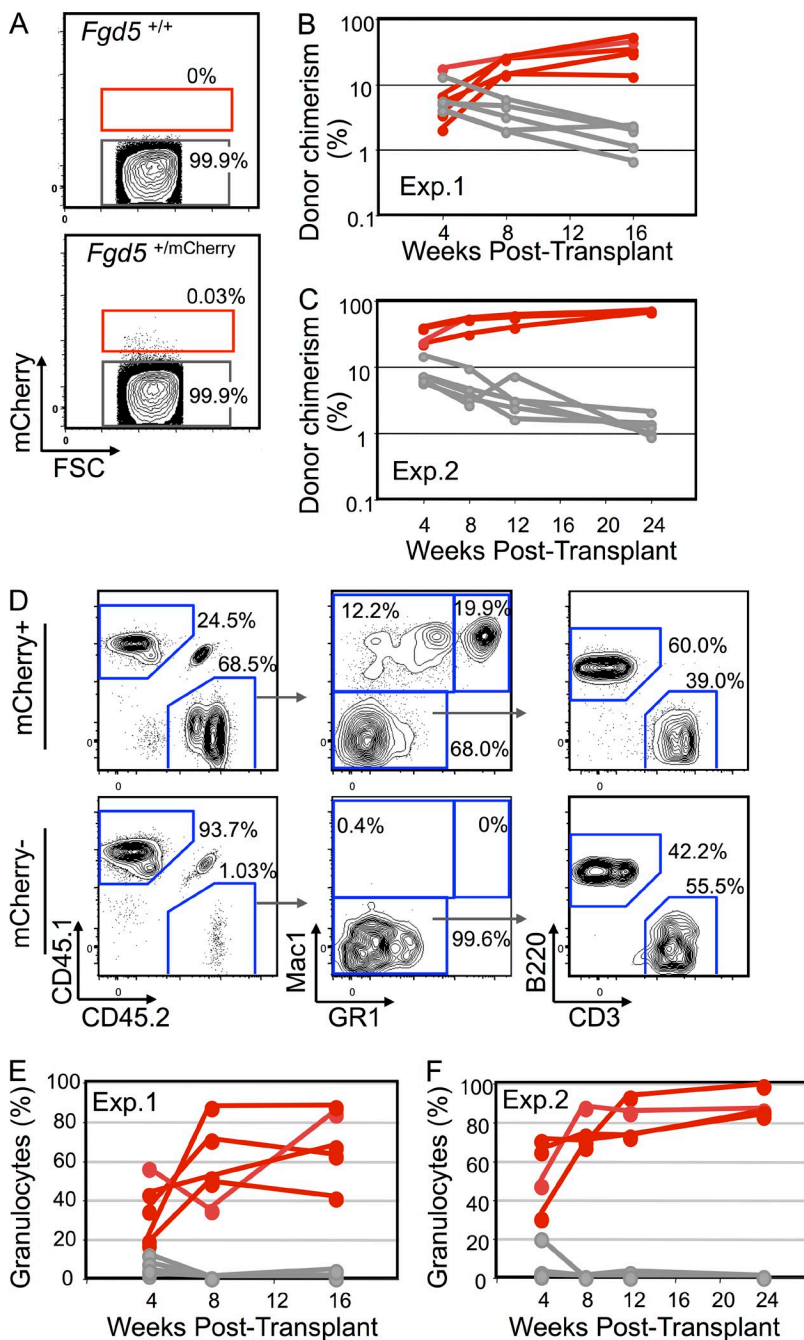 A
Fgd5 +/+
0%
99.9%
0
0
Fgd5 +/mCherry
0.03%
99.9%
0
0
mCherry
FSC
B
Donor chimerism (%)
100
10
1
0.1
Exp.1
4 8 12 16
Weeks Post-Transplant
C
Donor chimerism (%)
100
10
1
0.1
Exp.2
4 8 12 16 20 24
Weeks Post-Transplant
D
mCherry+
24.5%
68.5%
0
0
12.2%
19.9%
68.0%
0
0
60.0%
39.0%
0
0
mCherry-
93.7%
1.03%
0
0
CD45.1
CD45.2
0.4%
0%
99.6%
0
0
Mac1
GR1
42.2%
55.5%
0
0
B220
CD3
E
Granulocytes (%)
100
80
60
40
20
0
Exp.1
4 8 12 16
Weeks Post-Transplant
F
Granulocytes (%)
100
80
60
40
20
0
Exp.2
4 8 12 16 20 24
Weeks Post-Transplant